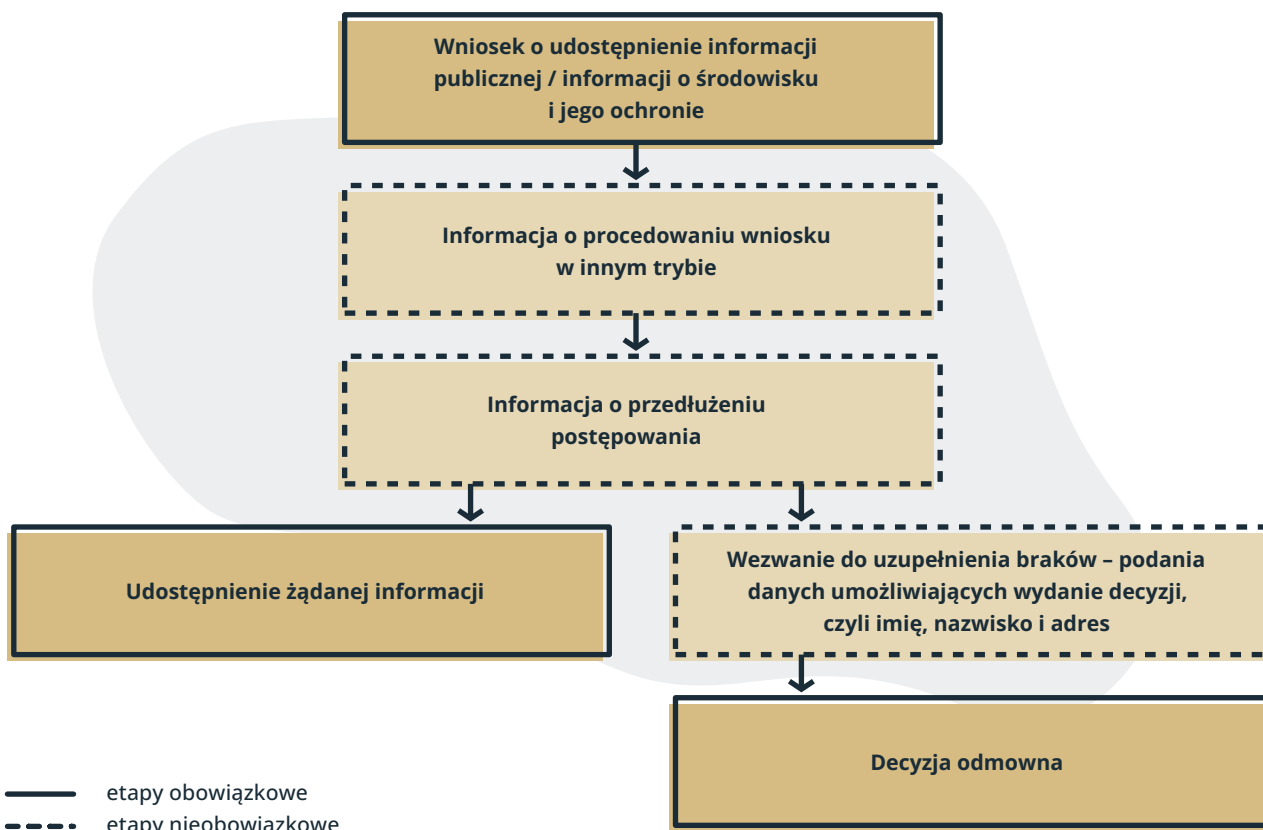 Wniosek o udostępnienie informacji
publicznej / informacji o środowisku
i jego ochronie
Informacja o procedowaniu wniosku
w innym trybie
Informacja o przedłużeniu
postępowania
Udostępnienie żądanej informacji
Wezwanie do uzupełnienia braków – podania
danych umożliwiających wydanie decyzji,
czyli imię, nazwisko i adres
Decyzja odmowna
etapy obowiązkowe
etapy nieobowiązkowe